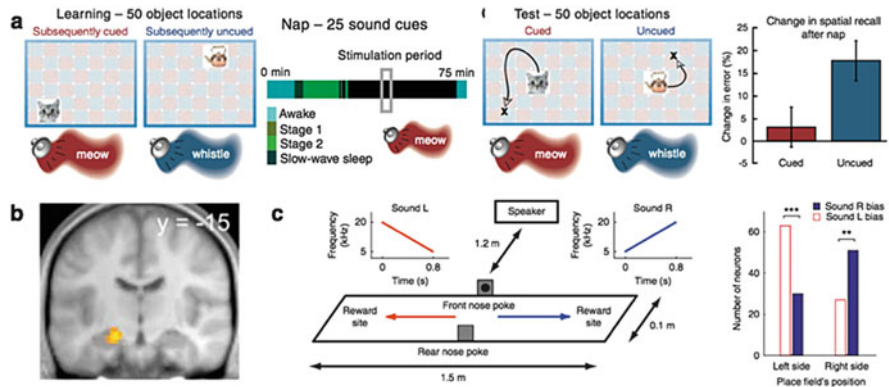 a
Learning – 50 object locations
Subsequently cued
Subsequently uncued
meow
whistle
Nap – 25 sound cues
Stimulation period
0 min
75 min
Awake
Stage 1
Stage 2
Slow-wave sleep
meow
Test – 50 object locations
Cued
Uncued
x
x
meow
whistle
Change in spatial recall
after nap
Change in error (%)
25
20
15
10
5
0
-5
Cued
Uncued
b
y = -15
c
Sound L
Frequency
(kHz)
20
5
0
0.8
Time (s)
Speaker
1.2 m
Sound R
Frequency
(kHz)
20
5
0
0.8
Time (s)
Front nose poke
Reward
site
Reward
site
Rear nose poke
0.1 m
1.5 m
Sound R bias
Sound L bias
***
**
Number of neurons
60
40
20
0
Left side
Right side
Place field's position